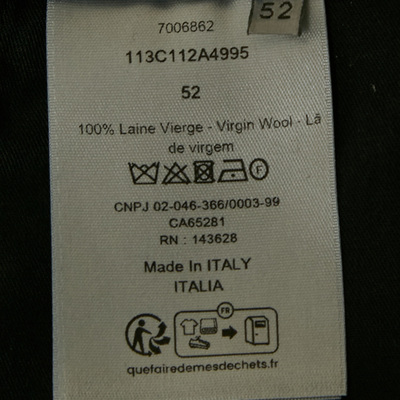 52
7006862
113C112A4995
52
100% Laine Vierge - Virgin Wool - Lã
de virgem
F
CNPJ 02-046-366/0003-99
CA65281
RN : 143628
Made In ITALY
ITALIA
FR
quefairedemesdechets.fr